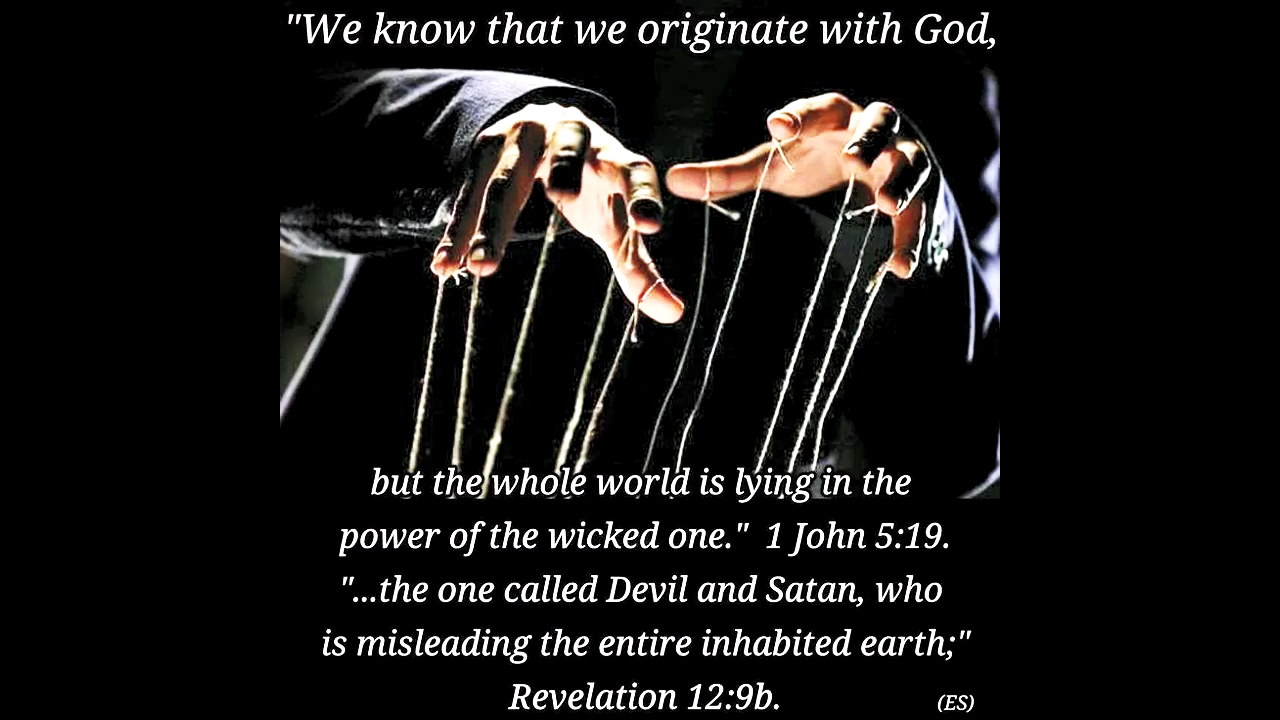 "We know that we originate with God,
but the whole world is lying in the
power of the wicked one."  1 John 5:19.
"...the one called Devil and Satan, who
is misleading the entire inhabited earth;"
Revelation 12:9b.
(ES)